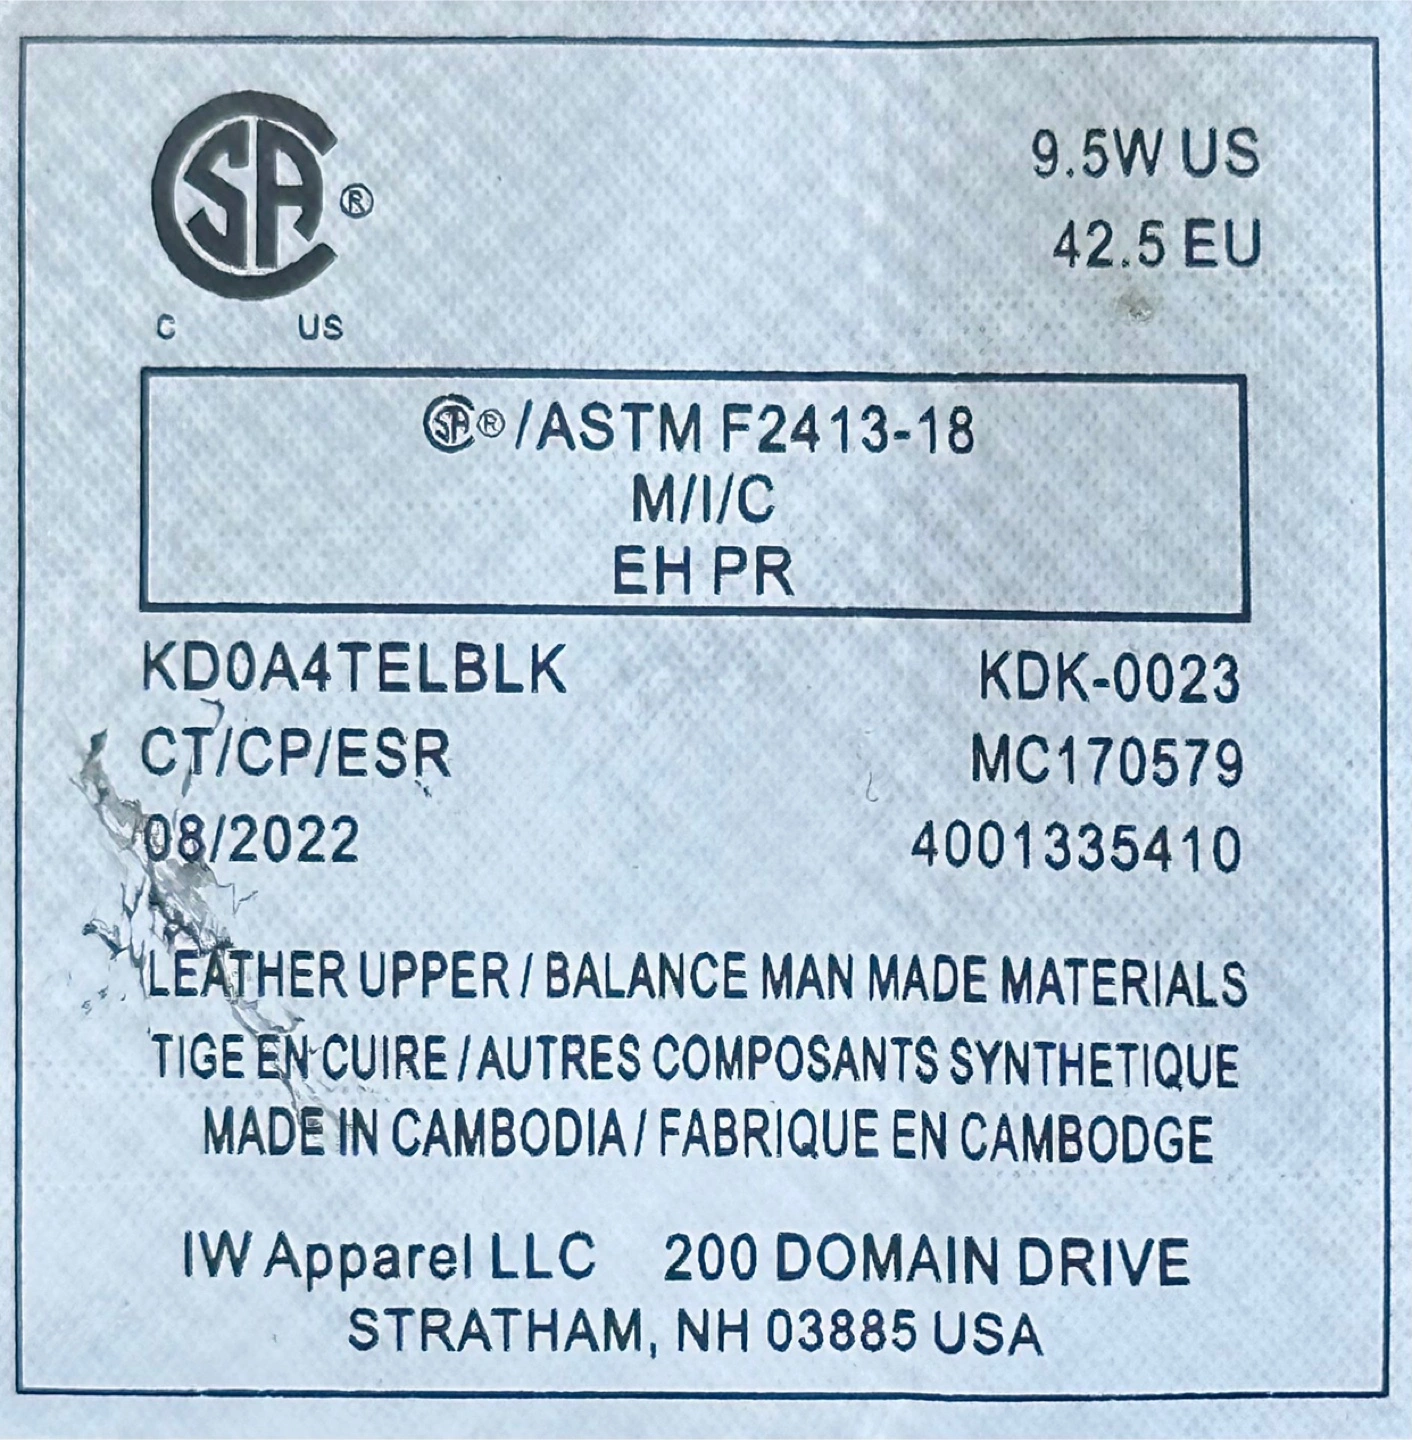 CSA®
9.5W US
42.5 EU
C US
CSA®/ASTM F2413-18
M/I/C
EH PR
KD0A4TELBLK KDK-0023
CT/CP/ESR MC170579
08/2022 4001335410
LEATHER UPPER / BALANCE MAN MADE MATERIALS
TIGE EN CUIRE / AUTRES COMPOSANTS SYNTHETIQUE
MADE IN CAMBODIA / FABRIQUE EN CAMBODGE
IW Apparel LLC 200 DOMAIN DRIVE
STRATHAM, NH 03885 USA